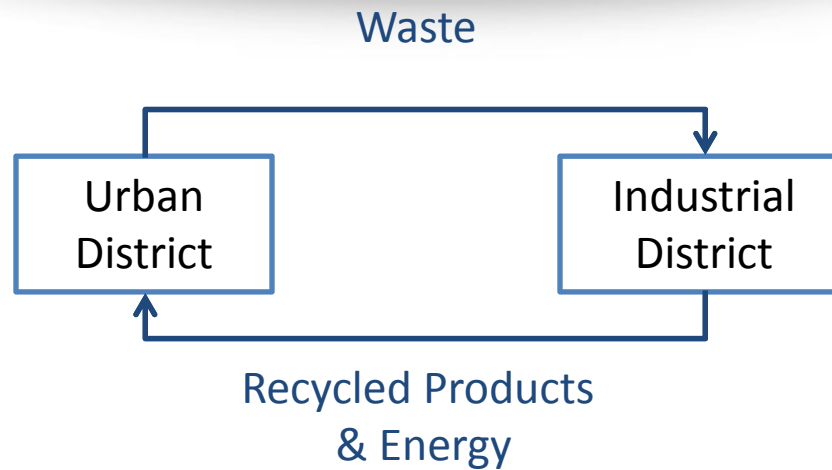 Waste
Urban
District
Industrial
District
Recycled Products
& Energy